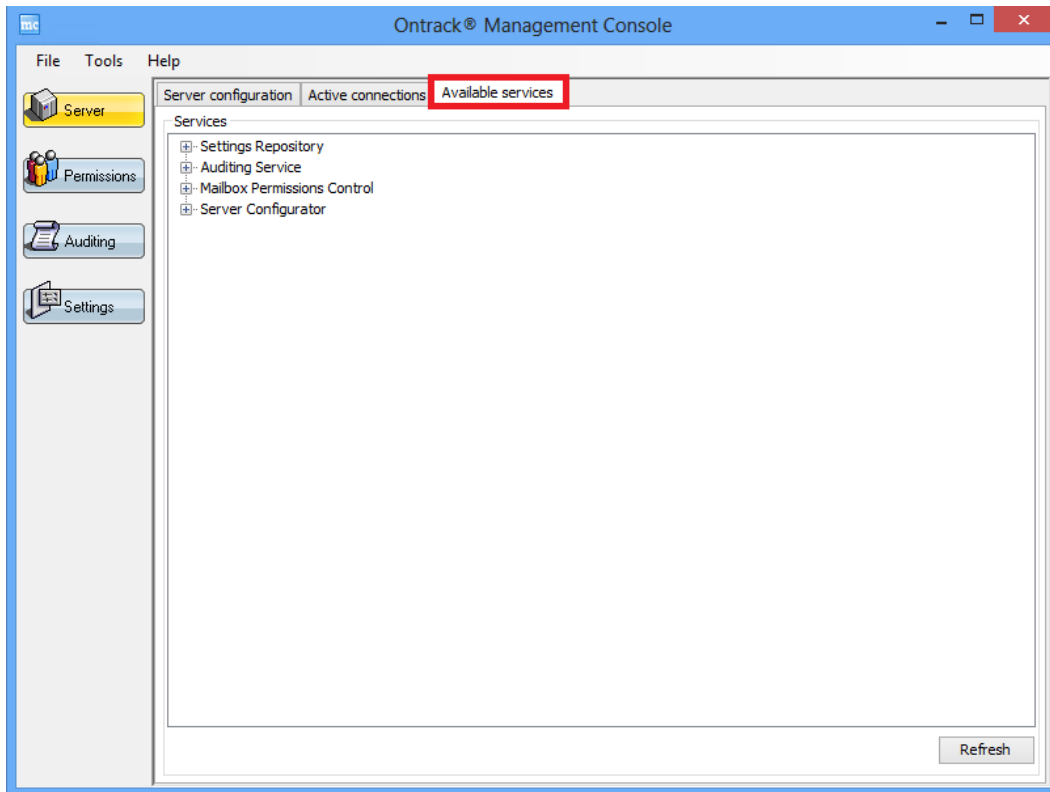 mc Ontrack® Management Console
File Tools Help
Server configuration Active connections Available services
Server
Permissions
Auditing
Settings
Services
Settings Repository
Auditing Service
Mailbox Permissions Control
Server Configurator
Refresh